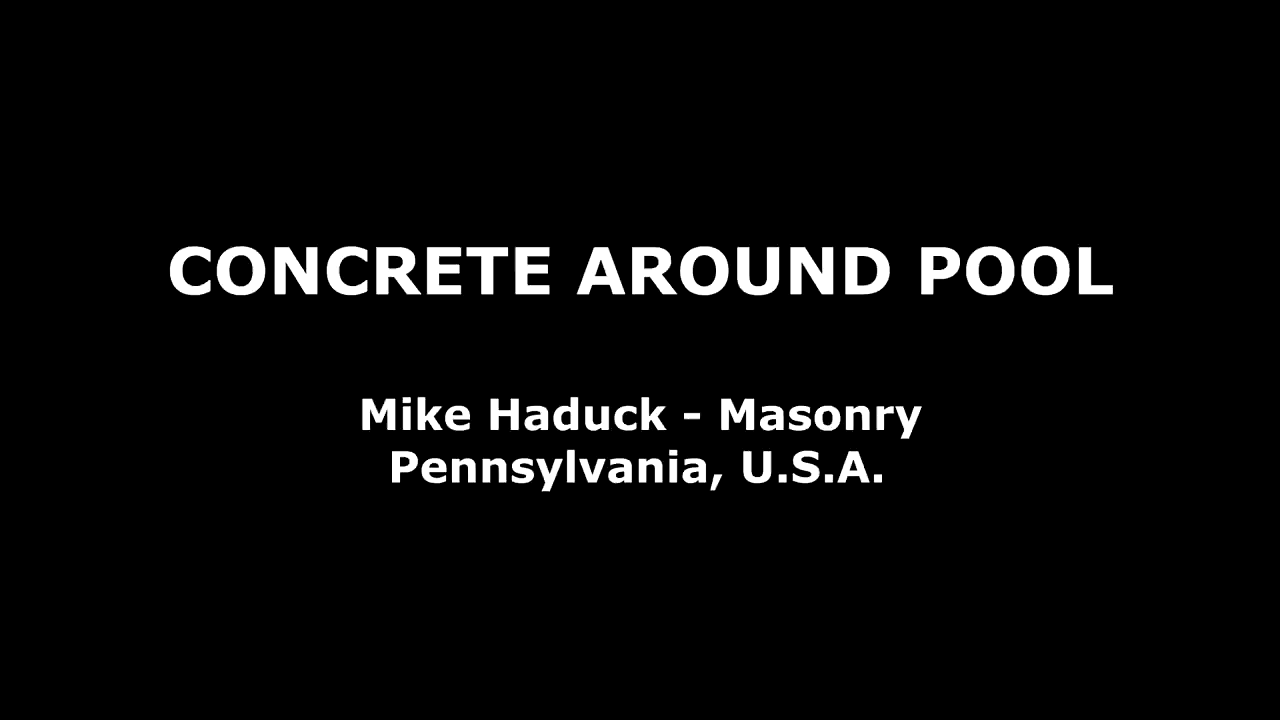 CONCRETE AROUND POOL
Mike Haduck - Masonry
Pennsylvania, U.S.A.